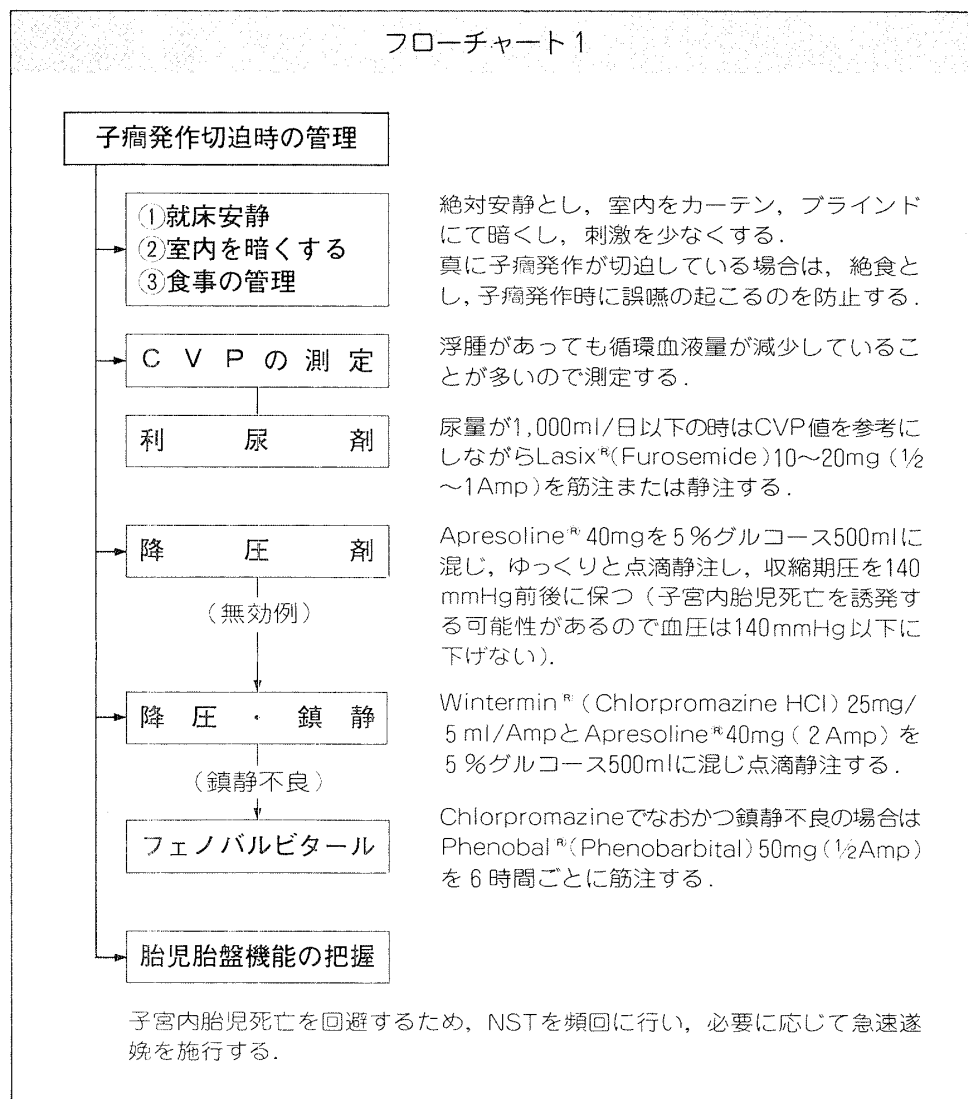 フローチャート1
子癇発作切迫時の管理
①就床安静
②室内を暗くする
③食事の管理
絶対安静とし，室内をカーテン，ブラインド
にて暗くし，刺激を少なくする．
真に子癇発作が切迫している場合は，絶食と
し，子癇発作時に誤嚥の起こるのを防止する．
CVPの測定
浮腫があっても循環血液量が減少しているこ
とが多いので測定する．
利尿剤
尿量が1,000ml/日以下の時はCVP値を参考に
しながらLasix®(Furosemide)10～20mg(½
～1Amp)を筋注または静注する．
降圧剤
Apresoline®40mgを5％グルコース500mlに
混じ，ゆっくりと点滴静注し，収縮期圧を140
mmHg前後に保つ（子宮内胎児死亡を誘発す
る可能性があるので血圧は140mmHg以下に
下げない）．
（無効例）
降圧・鎮静
Wintermin®(Chlorpromazine HCl)25mg/
5ml/AmpとApresoline®40mg(2Amp)を
5％グルコース500mlに混じ点滴静注する．
（鎮静不良）
フェノバルビタール
Chlorpromazineでなおかつ鎮静不良の場合は
Phenobal®(Phenobarbital)50mg(½Amp)
を6時間ごとに筋注する．
胎児胎盤機能の把握
子宮内胎児死亡を回避するため，NSTを頻回に行い，必要に応じて急速遂
娩を施行する．